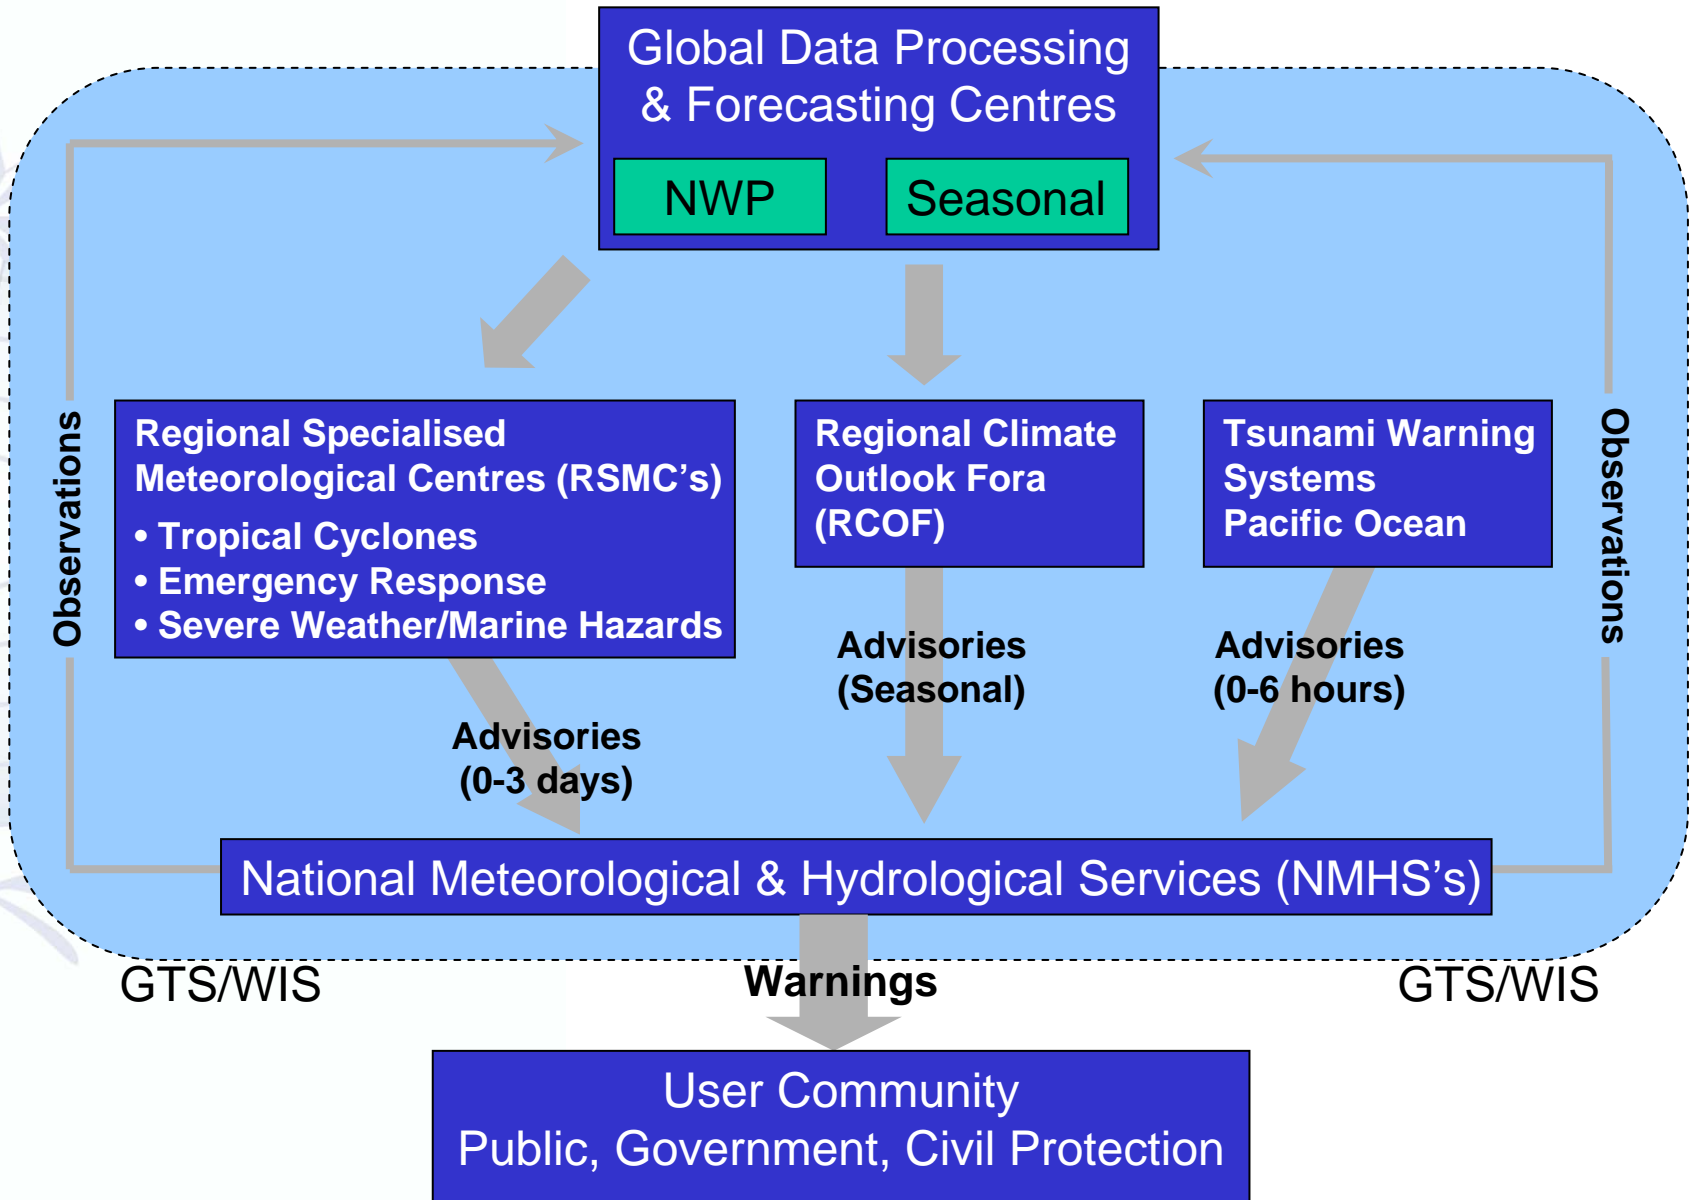 Global Data Processing
& Forecasting Centres
NWP
Seasonal
Observations
Regional Specialised
Meteorological Centres (RSMC's)
• Tropical Cyclones
• Emergency Response
• Severe Weather/Marine Hazards
Regional Climate
Outlook Fora
(RCOF)
Tsunami Warning
Systems
Pacific Ocean
Observations
Advisories
(0-3 days)
Advisories
(Seasonal)
Advisories
(0-6 hours)
National Meteorological & Hydrological Services (NMHS's)
GTS/WIS
Warnings
GTS/WIS
User Community
Public, Government, Civil Protection